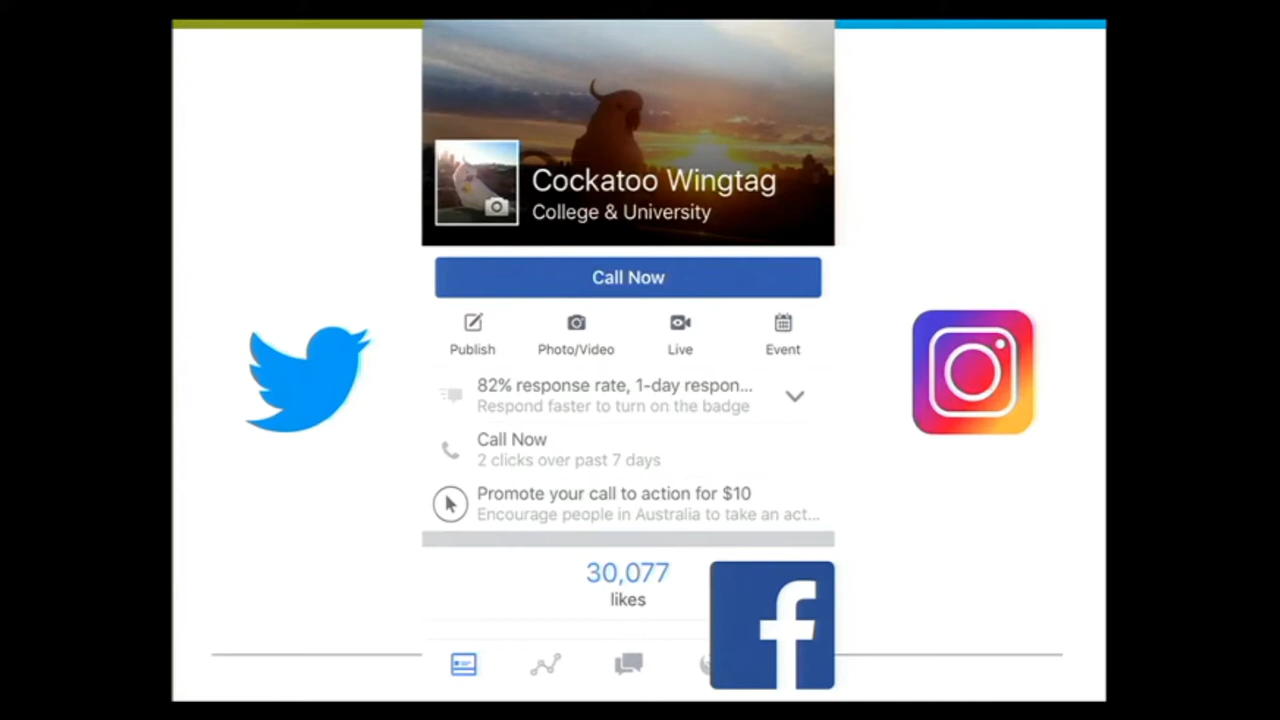 Cockatoo Wingtag
College & University
Call Now
Publish
Photo/Video
Live
Event
82% response rate, 1-day respon...
Respond faster to turn on the badge
Call Now
2 clicks over past 7 days
Promote your call to action for $10
Encourage people in Australia to take an act...
30,077
likes